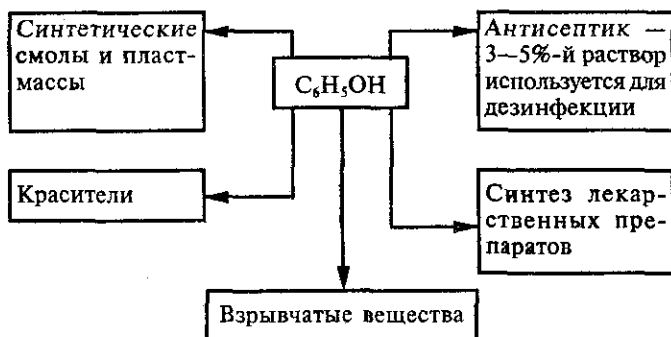 Синтетические
смолы и пласт-
массы
C₆H₅OH
Антисептик —
3—5%-й раствор
используется для
дезинфекции
Красители
Синтез лекар-
ственных пре-
паратов
Взрывчатые вещества